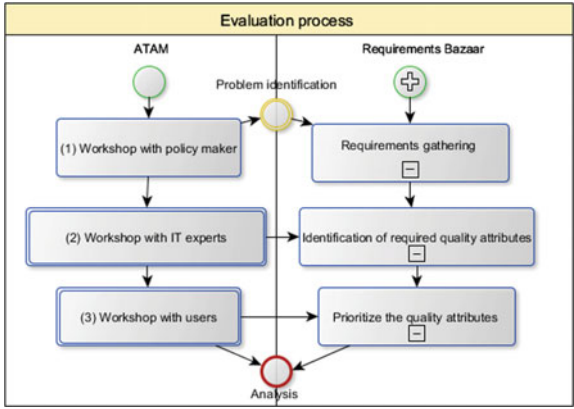 Evaluation process
ATAM
Requirements Bazaar
Problem identification
(1) Workshop with policy maker
Requirements gathering
(2) Workshop with IT experts
Identification of required quality attributes
(3) Workshop with users
Prioritize the quality attributes
Analysis